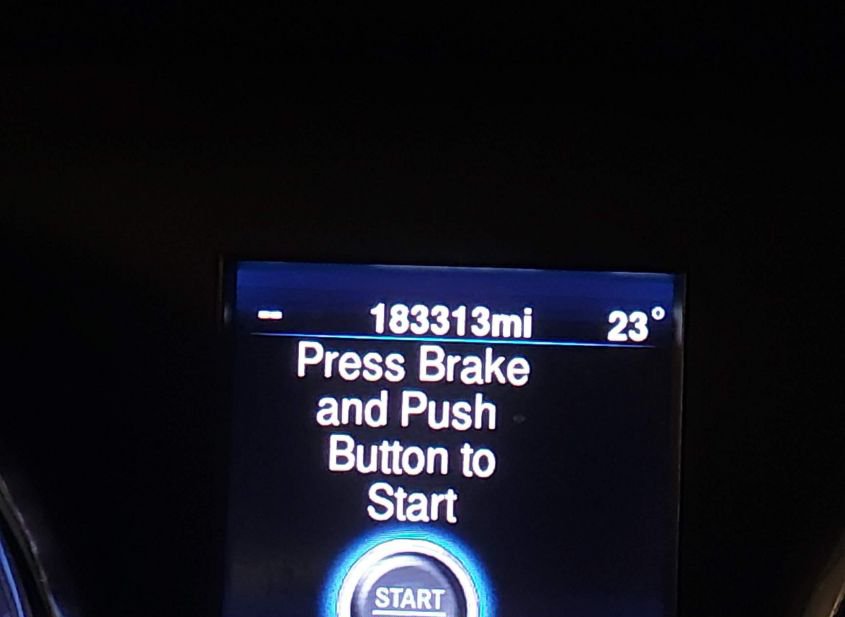 -- 183313mi 23°
Press Brake
and Push
Button to
Start
START